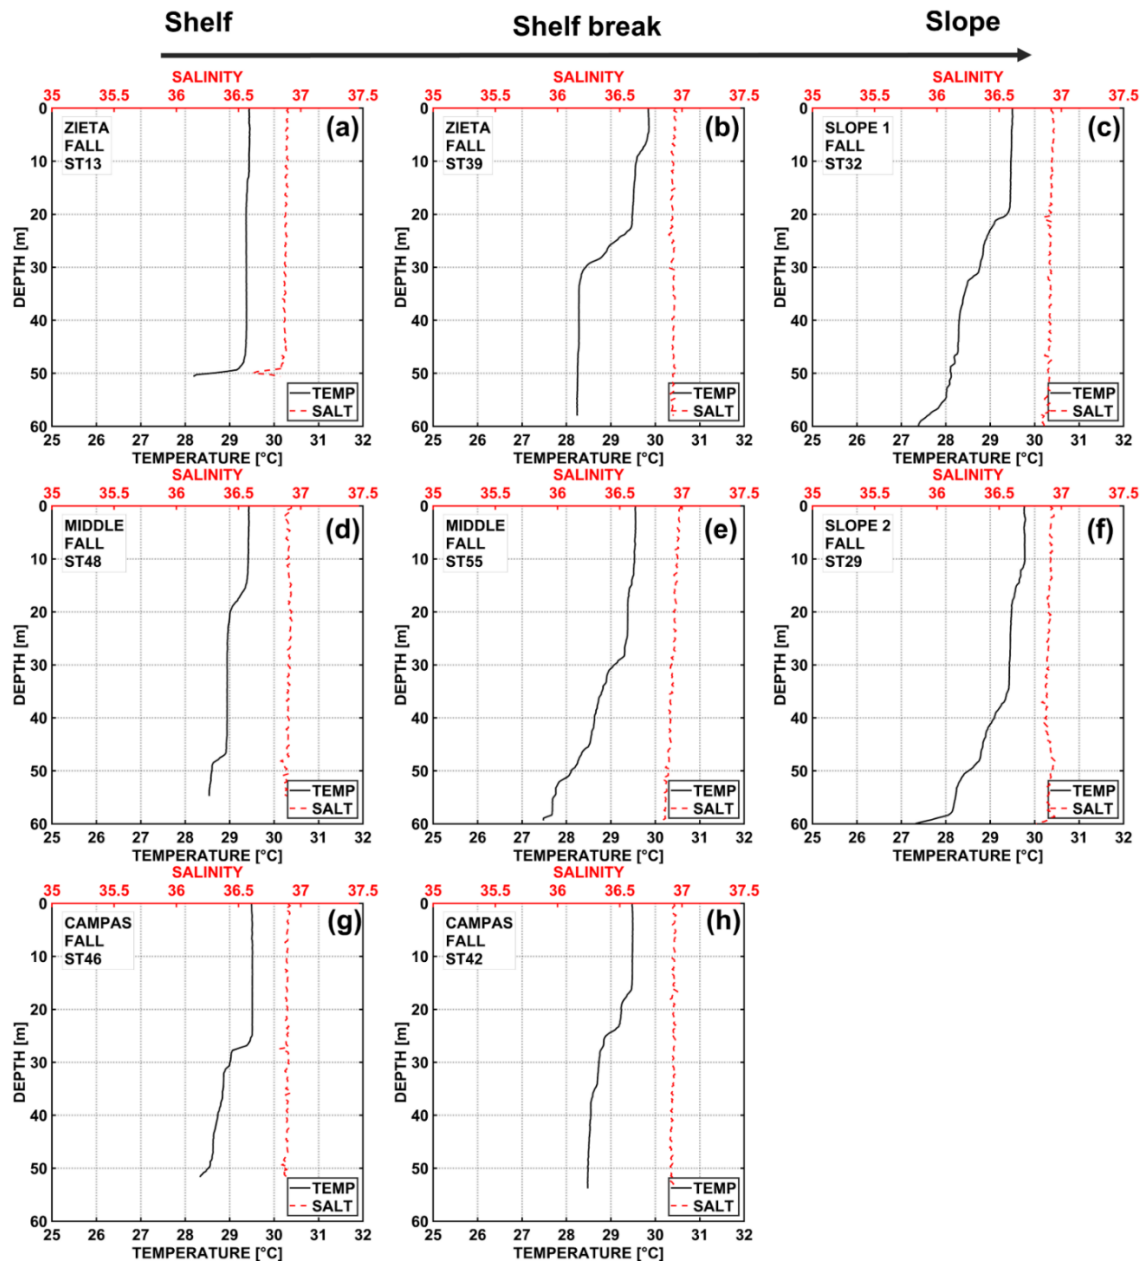 Shelf Shelf break Slope
SALINITY SALINITY SALINITY
35 35.5 36 36.5 37 37.5 35 35.5 36 36.5 37 37.5 35 35.5 36 36.5 37 37.5
0
10
20
30
40
50
60
DEPTH [m]
ZIETA
FALL
ST13
(a)
TEMP
SALT
25 26 27 28 29 30 31 32
TEMPERATURE [°C]
0
10
20
30
40
50
60
DEPTH [m]
ZIETA
FALL
ST39
(b)
TEMP
SALT
25 26 27 28 29 30 31 32
TEMPERATURE [°C]
0
10
20
30
40
50
60
DEPTH [m]
SLOPE 1
FALL
ST32
(c)
TEMP
SALT
25 26 27 28 29 30 31 32
TEMPERATURE [°C]
SALINITY SALINITY SALINITY
35 35.5 36 36.5 37 37.5 35 35.5 36 36.5 37 37.5 35 35.5 36 36.5 37 37.5
0
10
20
30
40
50
60
DEPTH [m]
MIDDLE
FALL
ST48
(d)
TEMP
SALT
25 26 27 28 29 30 31 32
TEMPERATURE [°C]
0
10
20
30
40
50
60
DEPTH [m]
MIDDLE
FALL
ST55
(e)
TEMP
SALT
25 26 27 28 29 30 31 32
TEMPERATURE [°C]
0
10
20
30
40
50
60
DEPTH [m]
SLOPE 2
FALL
ST29
(f)
TEMP
SALT
25 26 27 28 29 30 31 32
TEMPERATURE [°C]
SALINITY SALINITY
35 35.5 36 36.5 37 37.5 35 35.5 36 36.5 37 37.5
0
10
20
30
40
50
60
DEPTH [m]
CAMPAS
FALL
ST46
(g)
TEMP
SALT
25 26 27 28 29 30 31 32
TEMPERATURE [°C]
0
10
20
30
40
50
60
DEPTH [m]
CAMPAS
FALL
ST42
(h)
TEMP
SALT
25 26 27 28 29 30 31 32
TEMPERATURE [°C]